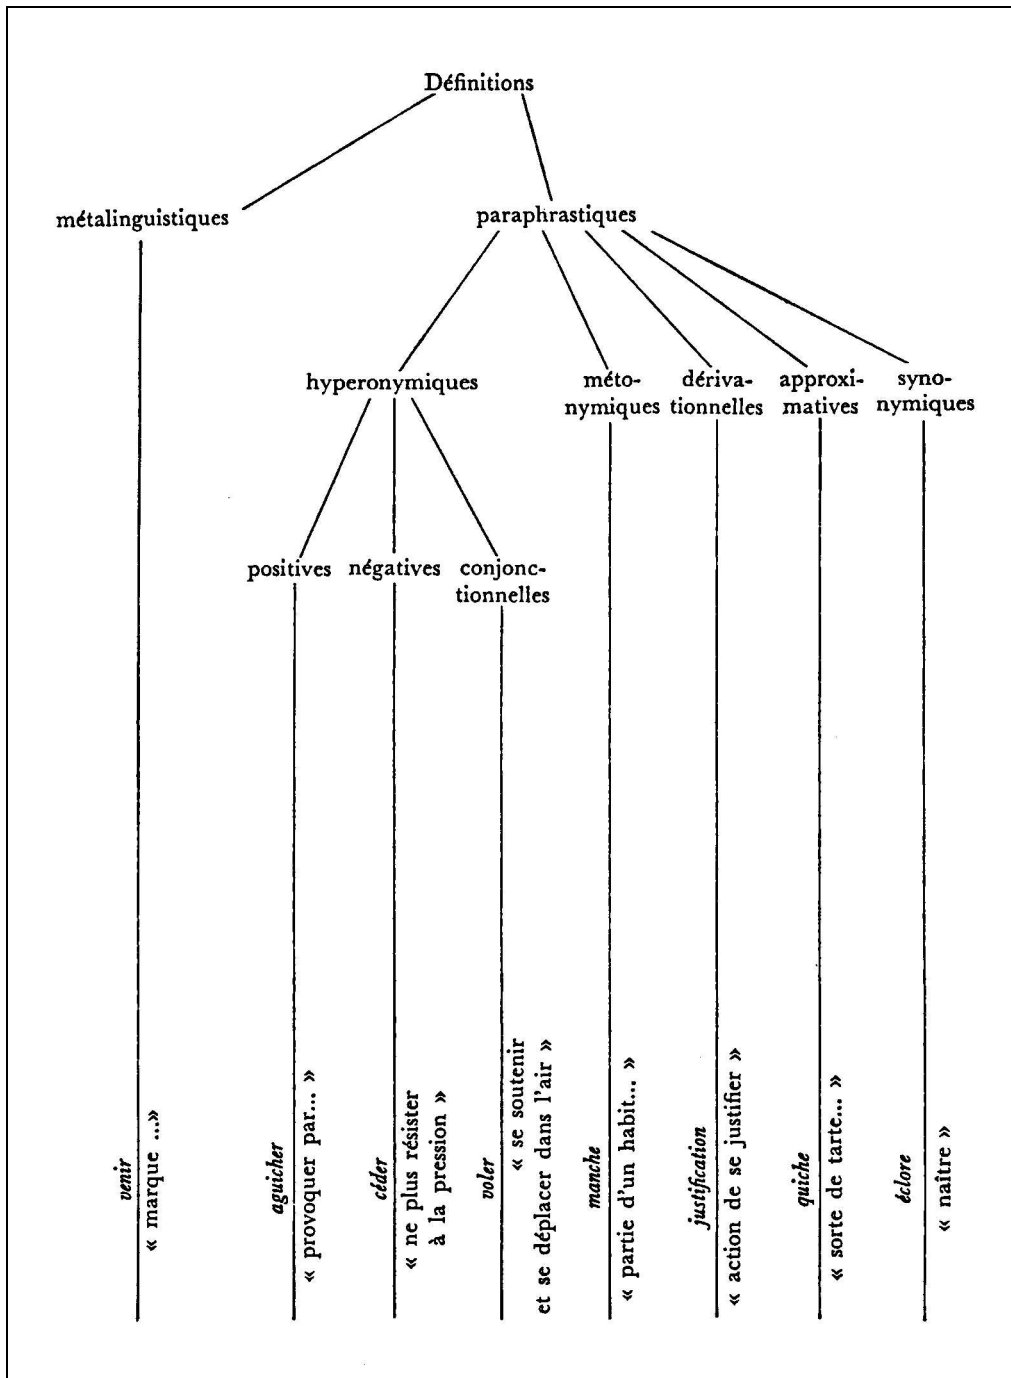 Définitions
métalinguistiques
paraphrastiques
hyperonymiques
méto-
nymiques
dériva-
tionnelles
approxi-
matives
syno-
nymiques
positives
négatives
conjonc-
tionnelles
venir
« marque ...»
aguicher
« provoquer par... »
céder
« ne plus résister
à la pression »
voler
« se soutenir
et se déplacer dans l'air »
manche
« partie d'un habit... »
justification
« action de se justifier »
quiche
« sorte de tarte... »
éclore
« naître »